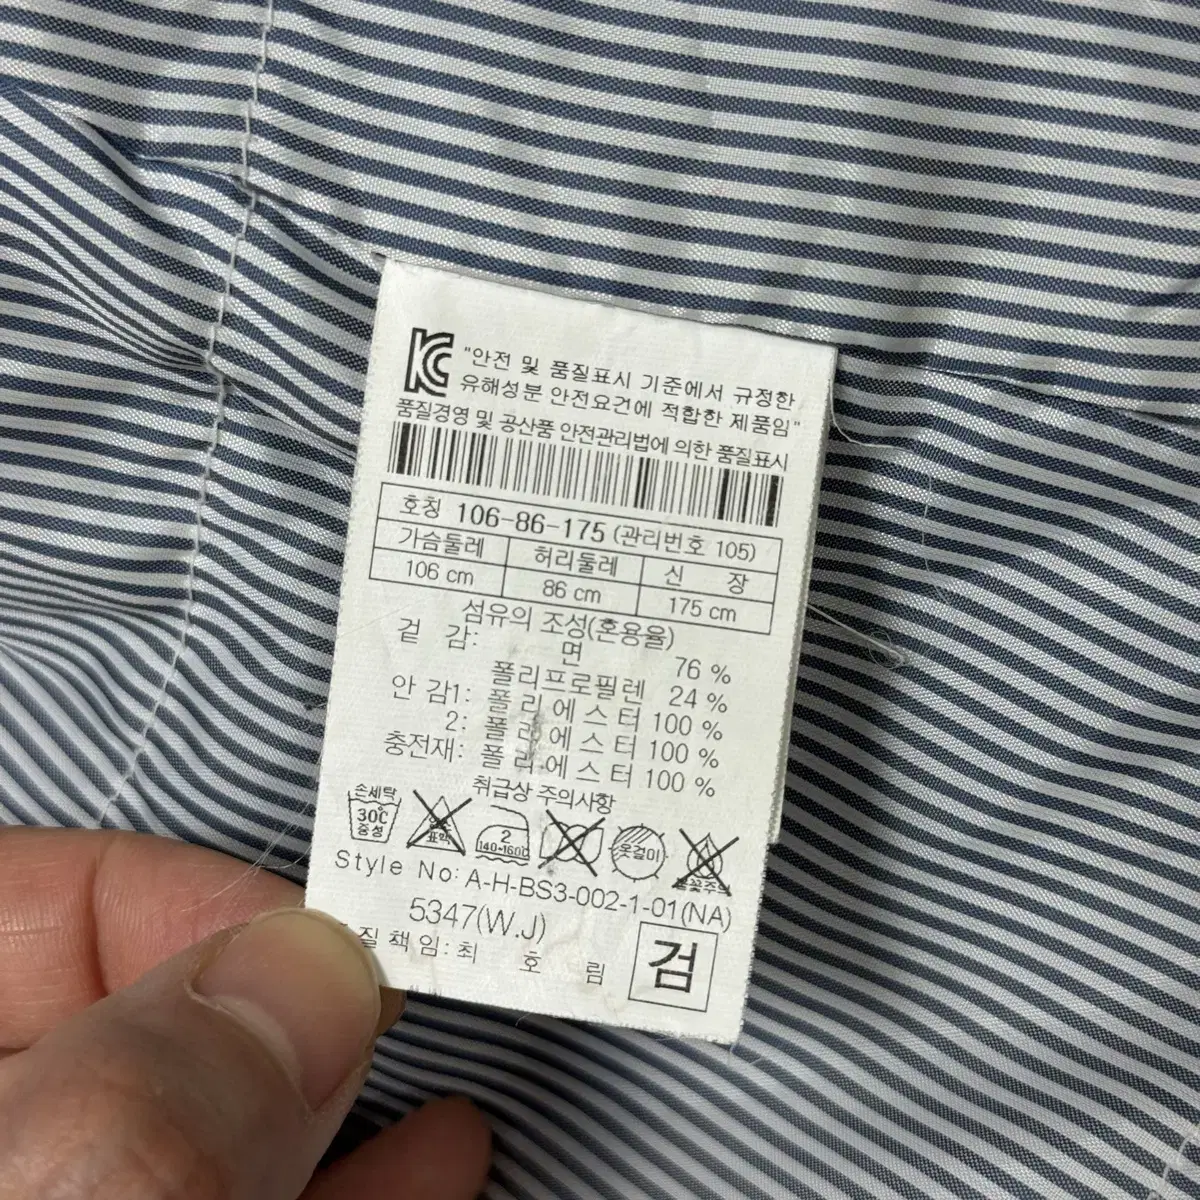 "안전 및 품질표시 기준에서 규정한
유해성분 안전요건에 적합한 제품임"
품질경영 및 공산품 안전관리법에 의한 품질표시
호칭 106-86-175 (관리번호 105)
가슴둘레 허리둘레 신 장
106 cm 86 cm 175 cm
섬유의 조성(혼용율)
겉 감: 면 76 %
폴리프로필렌 24 %
안 감1: 폴리에스터 100 %
2: 폴리에스터 100 %
충전재: 폴리에스터 100 %
취급상 주의사항
손세탁
30℃
중성
표백
2
140~160℃
옷걸이
Style No: A-H-BS3-002-1-01(NA)
5347(W.J)
질 책 임: 최 호 림
검